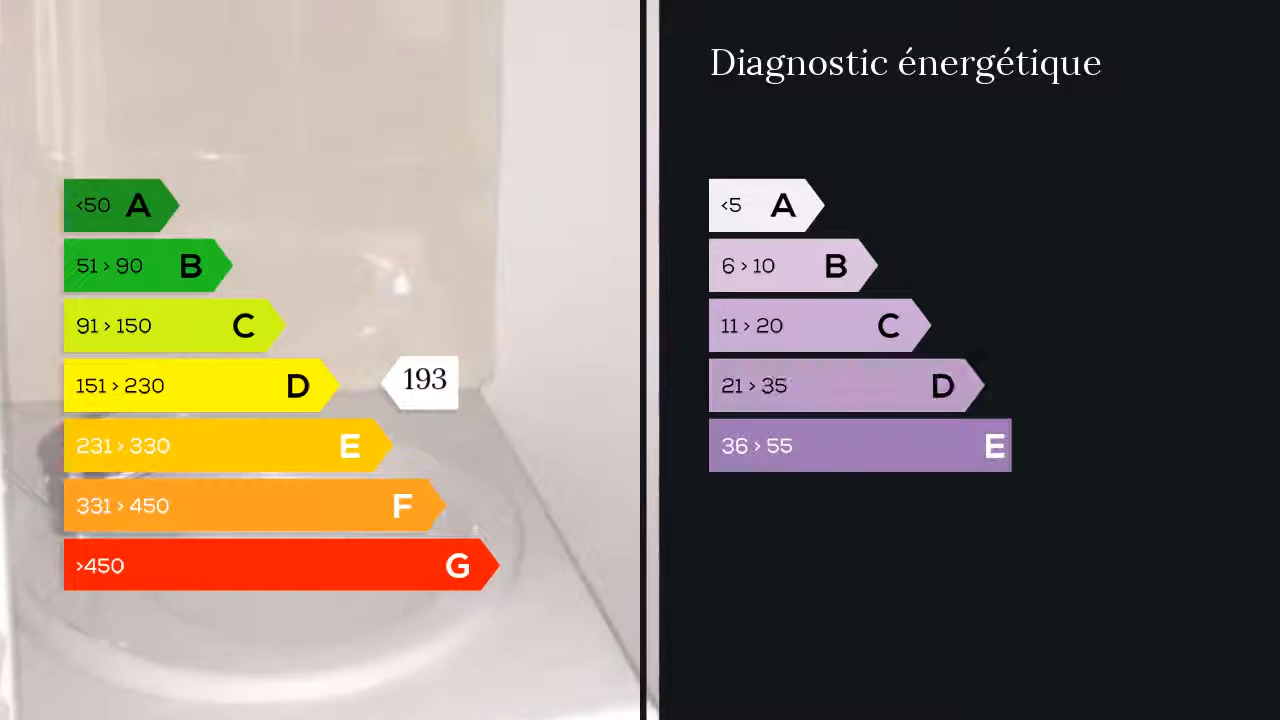 Diagnostic énergétique
<50 A
51 > 90 B
91 > 150 C
151 > 230 D
193
231 > 330 E
331 > 450 F
>450 G
<5 A
6 > 10 B
11 > 20 C
21 > 35 D
36 > 55 E